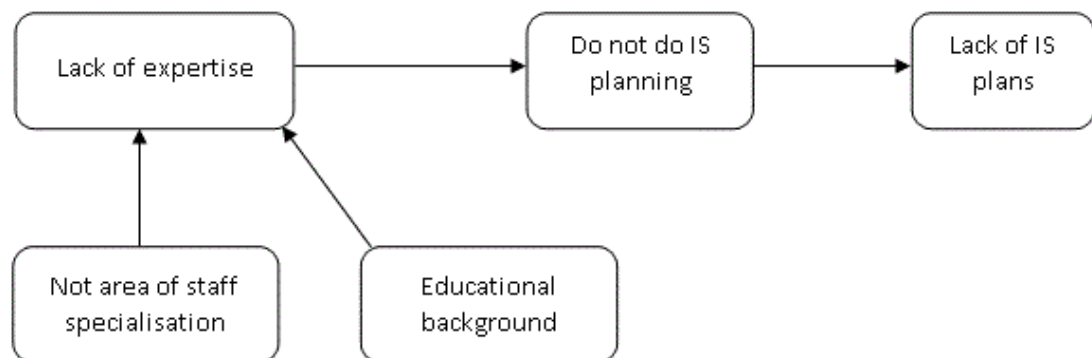 Lack of expertise
Do not do IS
planning
Lack of IS
plans
Not area of staff
specialisation
Educational
background